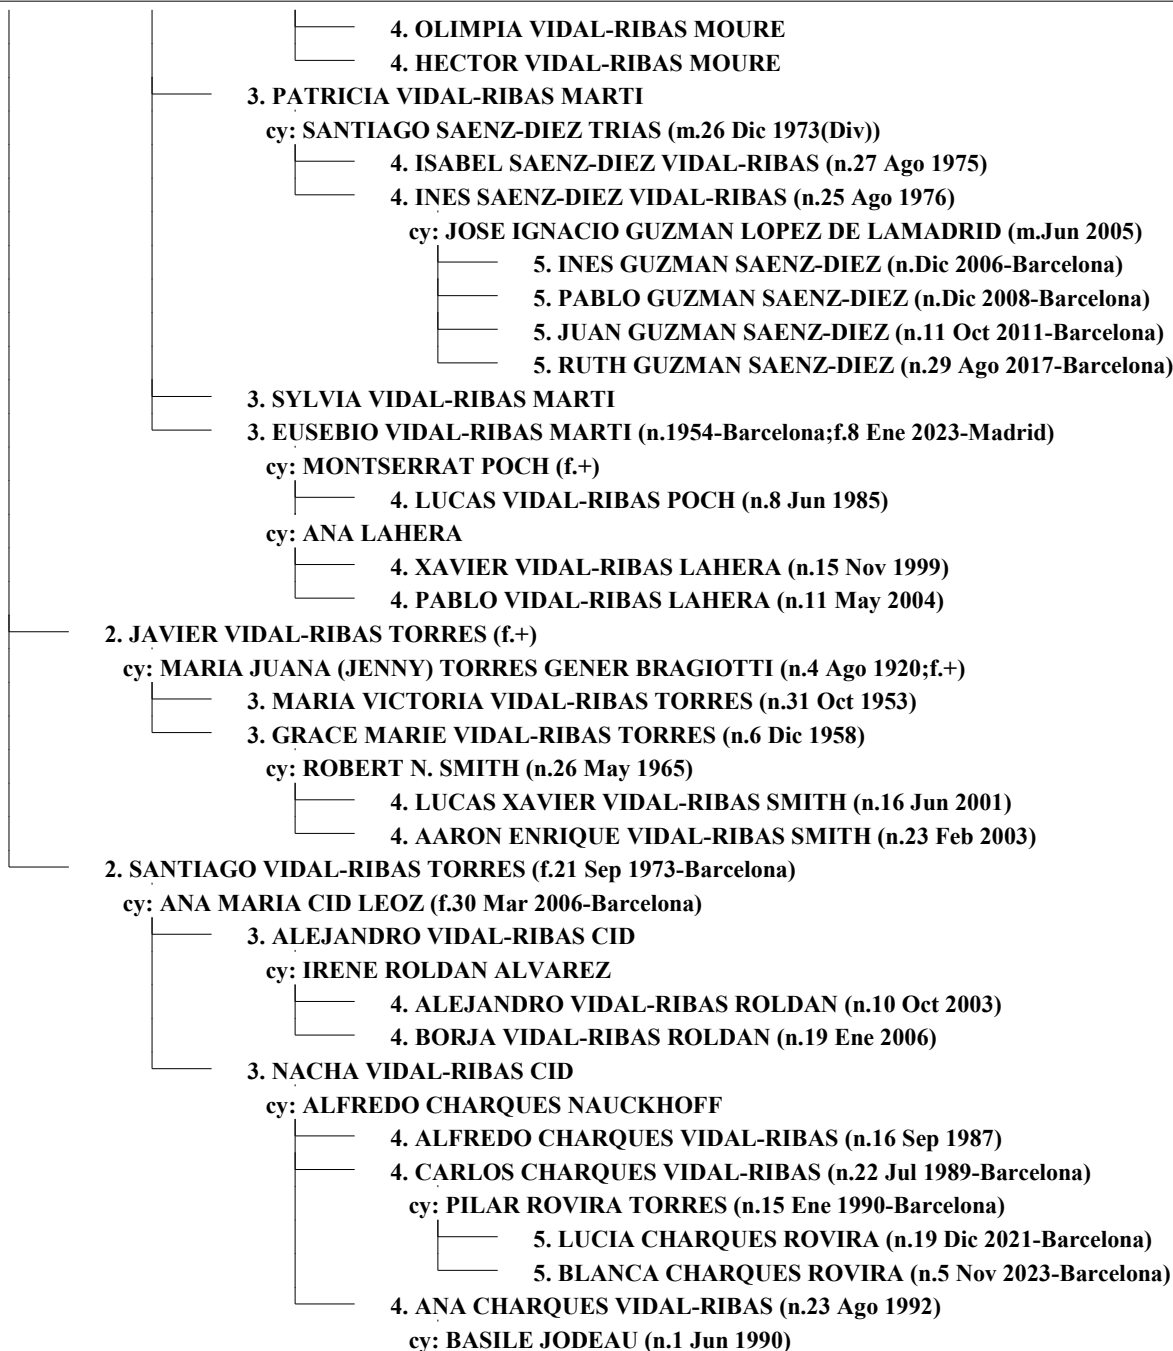 4. OLIMPIA VIDAL-RIBAS MOURE
4. HECTOR VIDAL-RIBAS MOURE
3. PATRICIA VIDAL-RIBAS MARTI
cy: SANTIAGO SAENZ-DIEZ TRIAS (m.26 Dic 1973(Div))
4. ISABEL SAENZ-DIEZ VIDAL-RIBAS (n.27 Ago 1975)
4. INES SAENZ-DIEZ VIDAL-RIBAS (n.25 Ago 1976)
cy: JOSE IGNACIO GUZMAN LOPEZ DE LAMADRID (m.Jun 2005)
5. INES GUZMAN SAENZ-DIEZ (n.Dic 2006-Barcelona)
5. PABLO GUZMAN SAENZ-DIEZ (n.Dic 2008-Barcelona)
5. JUAN GUZMAN SAENZ-DIEZ (n.11 Oct 2011-Barcelona)
5. RUTH GUZMAN SAENZ-DIEZ (n.29 Ago 2017-Barcelona)
3. SYLVIA VIDAL-RIBAS MARTI
3. EUSEBIO VIDAL-RIBAS MARTI (n.1954-Barcelona;f.8 Ene 2023-Madrid)
cy: MONTSERRAT POCH (f.+)
4. LUCAS VIDAL-RIBAS POCH (n.8 Jun 1985)
cy: ANA LAHERA
4. XAVIER VIDAL-RIBAS LAHERA (n.15 Nov 1999)
4. PABLO VIDAL-RIBAS LAHERA (n.11 May 2004)
2. JAVIER VIDAL-RIBAS TORRES (f.+)
cy: MARIA JUANA (JENNY) TORRES GENER BRAGIOTTI (n.4 Ago 1920;f.+)
3. MARIA VICTORIA VIDAL-RIBAS TORRES (n.31 Oct 1953)
3. GRACE MARIE VIDAL-RIBAS TORRES (n.6 Dic 1958)
cy: ROBERT N. SMITH (n.26 May 1965)
4. LUCAS XAVIER VIDAL-RIBAS SMITH (n.16 Jun 2001)
4. AARON ENRIQUE VIDAL-RIBAS SMITH (n.23 Feb 2003)
2. SANTIAGO VIDAL-RIBAS TORRES (f.21 Sep 1973-Barcelona)
cy: ANA MARIA CID LEOZ (f.30 Mar 2006-Barcelona)
3. ALEJANDRO VIDAL-RIBAS CID
cy: IRENE ROLDAN ALVAREZ
4. ALEJANDRO VIDAL-RIBAS ROLDAN (n.10 Oct 2003)
4. BORJA VIDAL-RIBAS ROLDAN (n.19 Ene 2006)
3. NACHA VIDAL-RIBAS CID
cy: ALFREDO CHARQUES NAUCKHOFF
4. ALFREDO CHARQUES VIDAL-RIBAS (n.16 Sep 1987)
4. CARLOS CHARQUES VIDAL-RIBAS (n.22 Jul 1989-Barcelona)
cy: PILAR ROVIRA TORRES (n.15 Ene 1990-Barcelona)
5. LUCIA CHARQUES ROVIRA (n.19 Dic 2021-Barcelona)
5. BLANCA CHARQUES ROVIRA (n.5 Nov 2023-Barcelona)
4. ANA CHARQUES VIDAL-RIBAS (n.23 Ago 1992)
cy: BASILE JODEAU (n.1 Jun 1990)